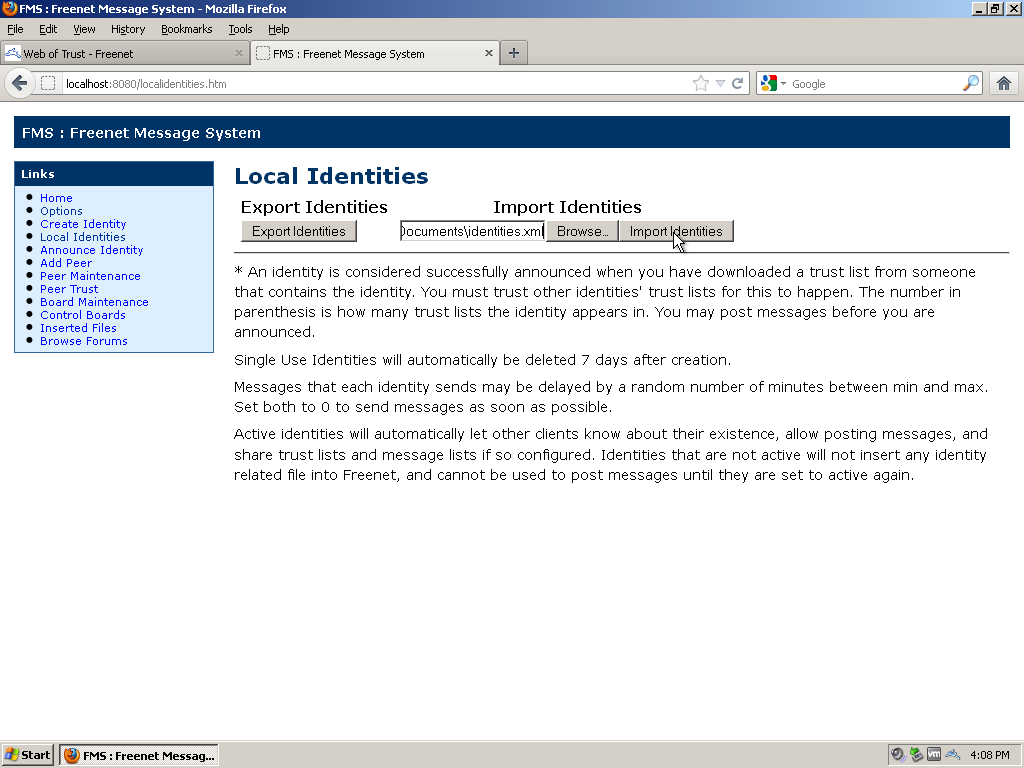 FMS : Freenet Message System - Mozilla Firefox
File Edit View History Bookmarks Tools Help
Web of Trust - Freenet
FMS : Freenet Message System
localhost:8080/localidentities.htm
Google
FMS : Freenet Message System
Links
Home
Options
Create Identity
Local Identities
Announce Identity
Add Peer
Peer Maintenance
Peer Trust
Board Maintenance
Control Boards
Inserted Files
Browse Forums
Local Identities
Export Identities Import Identities
Export Identities Documents\identities.xml Browse... Import Identities
* An identity is considered successfully announced when you have downloaded a trust list from someone
that contains the identity. You must trust other identities' trust lists for this to happen. The number in
parenthesis is how many trust lists the identity appears in. You may post messages before you are
announced.
Single Use Identities will automatically be deleted 7 days after creation.
Messages that each identity sends may be delayed by a random number of minutes between min and max.
Set both to 0 to send messages as soon as possible.
Active identities will automatically let other clients know about their existence, allow posting messages, and
share trust lists and message lists if so configured. Identities that are not active will not insert any identity
related file into Freenet, and cannot be used to post messages until they are set to active again.
Start FMS : Freenet Messag... 4:08 PM